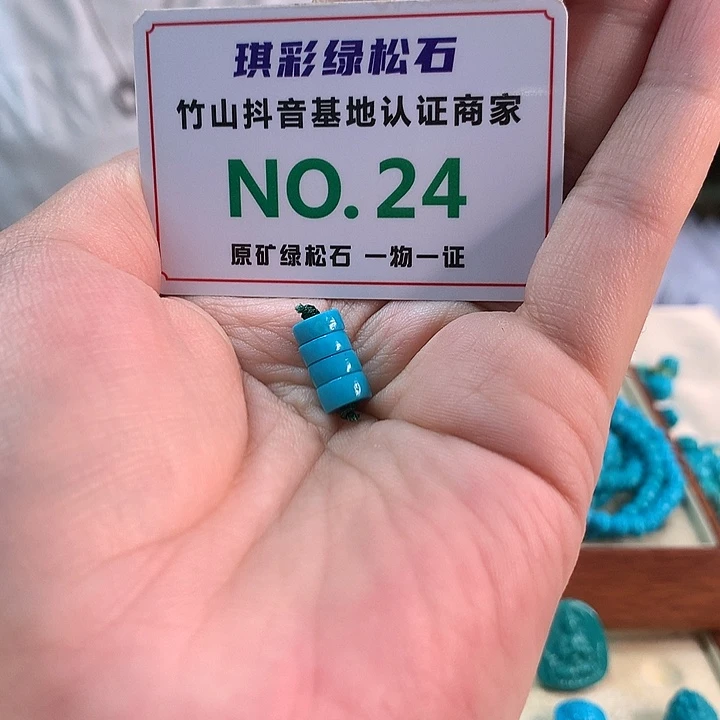 琪彩绿松石
竹山抖音基地认证商家
NO.24
原矿绿松石 一物一证